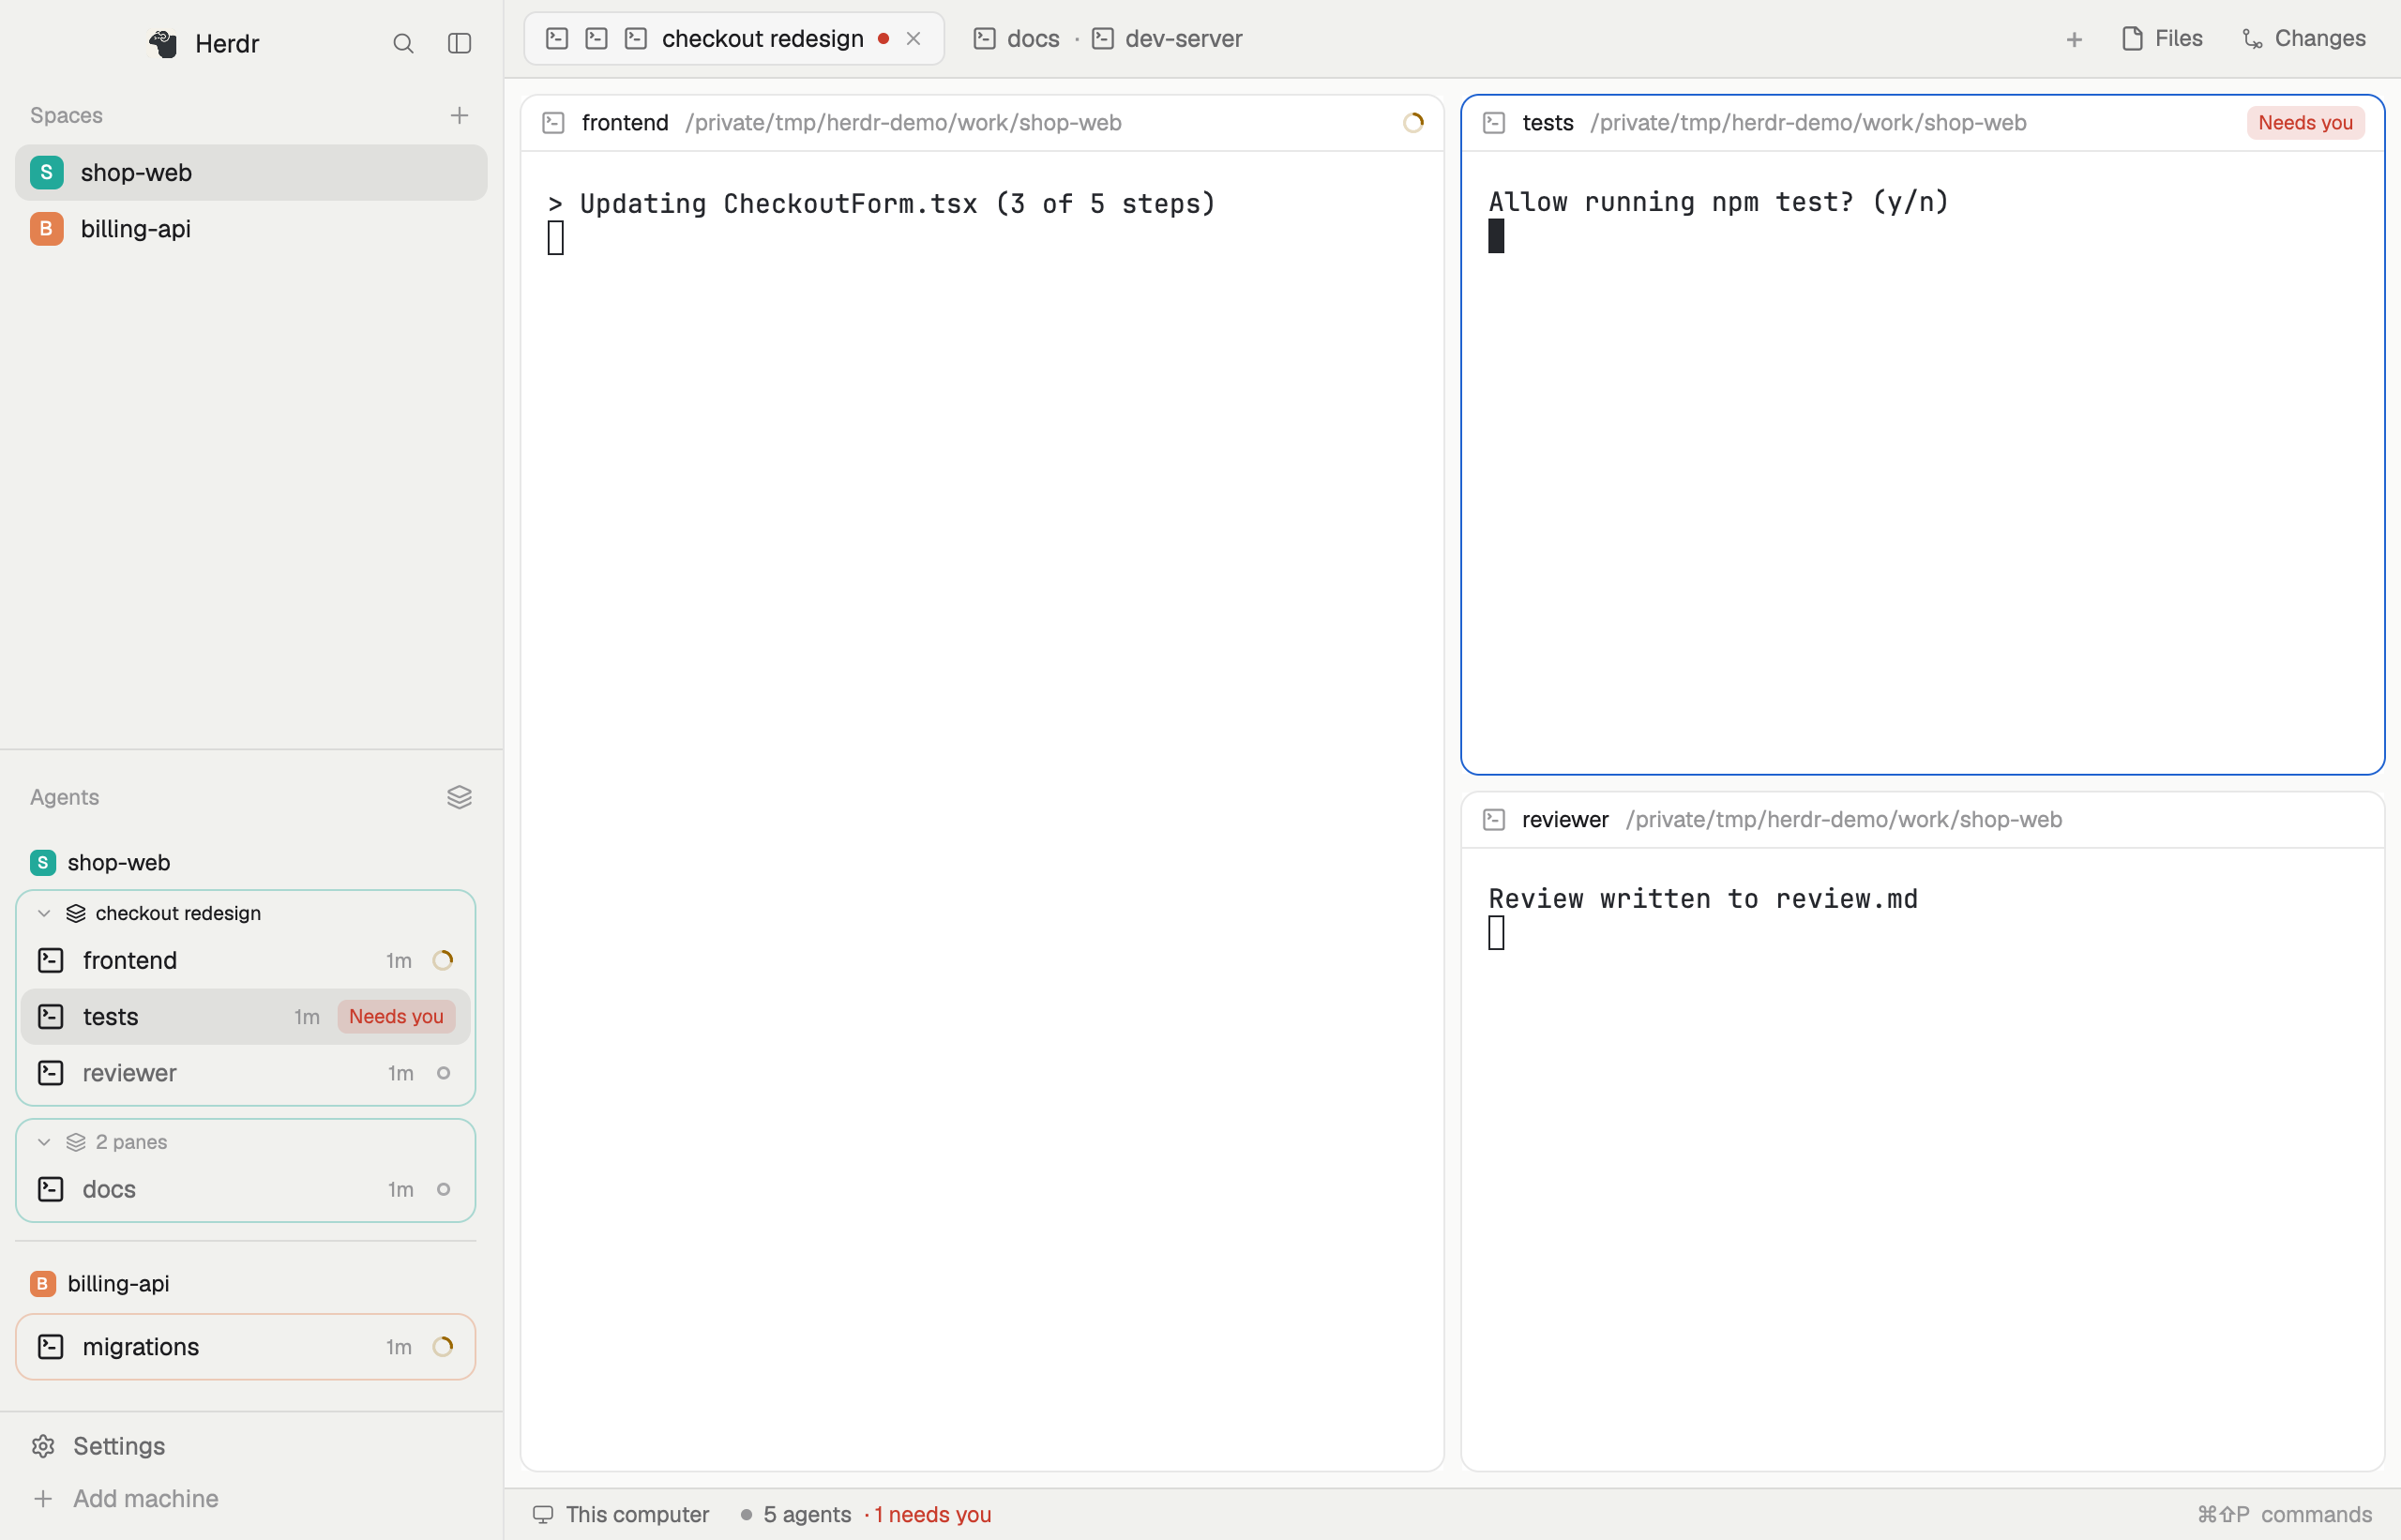 Herdr
Spaces
S shop-web
B billing-api
Agents
S shop-web
checkout redesign
frontend 1m
tests 1m Needs you
reviewer 1m
2 panes
docs 1m
B billing-api
migrations 1m
Settings
+ Add machine
checkout redesign
docs · dev-server
+ Files Changes
frontend /private/tmp/herdr-demo/work/shop-web
> Updating CheckoutForm.tsx (3 of 5 steps)
tests /private/tmp/herdr-demo/work/shop-web Needs you
Allow running npm test? (y/n)
reviewer /private/tmp/herdr-demo/work/shop-web
Review written to review.md
This computer 5 agents · 1 needs you
⌘⇧P commands